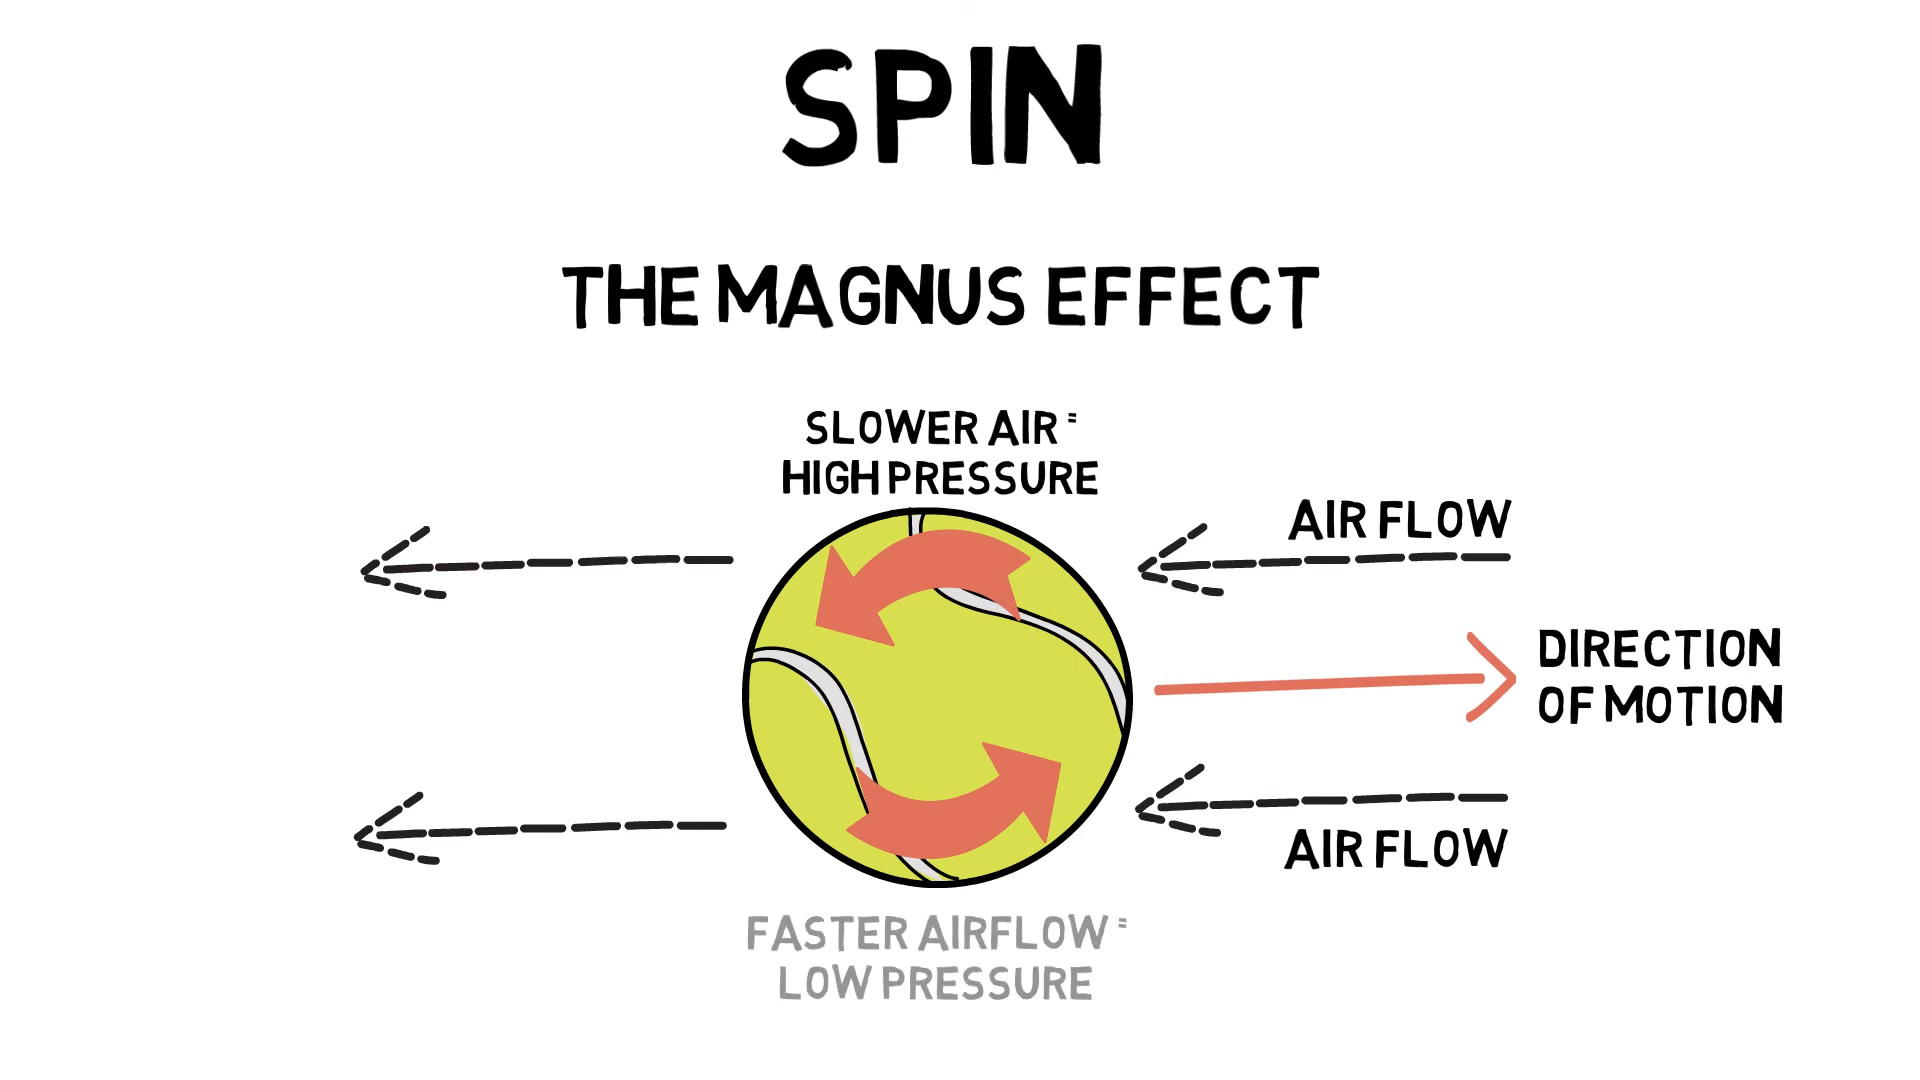 SPIN
THE MAGNUS EFFECT
SLOWER AIR =
HIGH PRESSURE
AIR FLOW
DIRECTION
OF MOTION
AIR FLOW
FASTER AIRFLOW =
LOW PRESSURE